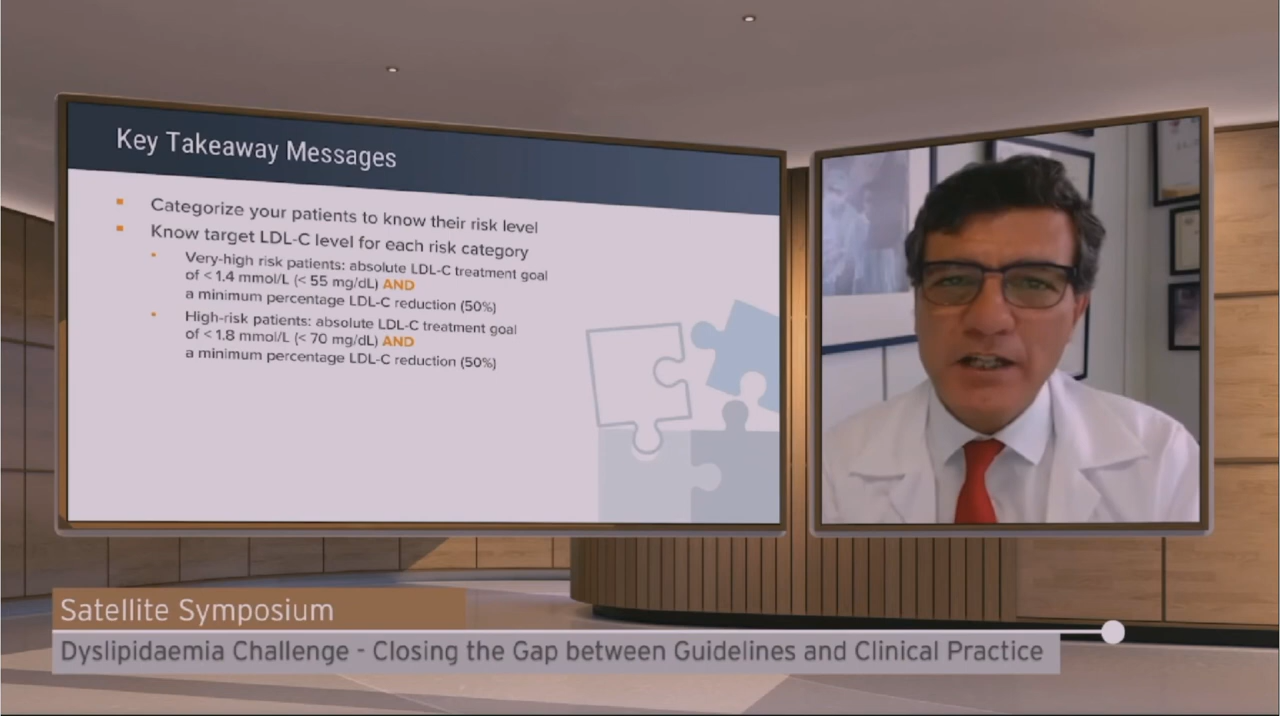 Key Takeaway Messages
Categorize your patients to know their risk level
Know target LDL-C level for each risk category
Very-high risk patients: absolute LDL-C treatment goal
of < 1.4 mmol/L (< 55 mg/dL) AND
a minimum percentage LDL-C reduction (50%)
High-risk patients: absolute LDL-C treatment goal
of < 1.8 mmol/L (< 70 mg/dL) AND
a minimum percentage LDL-C reduction (50%)
Satellite Symposium
Dyslipidaemia Challenge - Closing the Gap between Guidelines and Clinical Practice